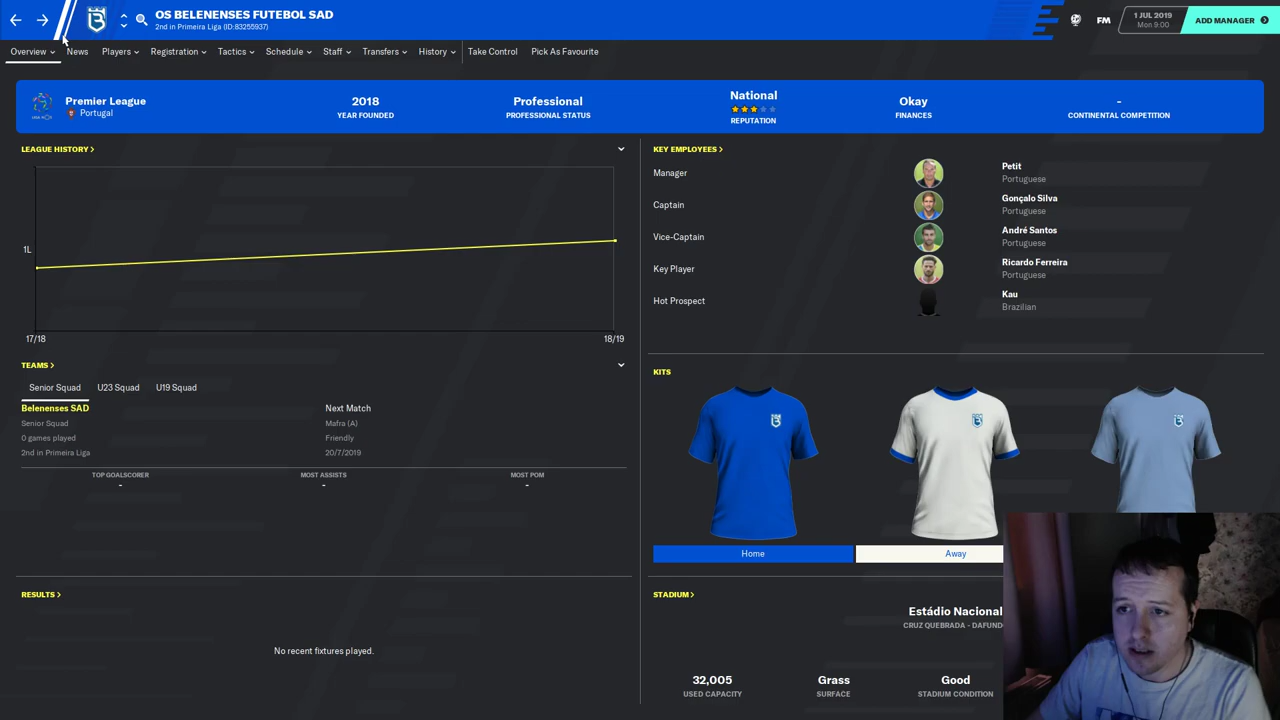 OS BELENENSES FUTEBOL SAD
2nd in Primeira Liga (ID:83255937)
FM
1 JUL 2019
Mon 9:00
ADD MANAGER
Overview
News
Players
Registration
Tactics
Schedule
Staff
Transfers
History
Take Control
Pick As Favourite
Premier League
Portugal
2018
YEAR FOUNDED
Professional
PROFESSIONAL STATUS
National
REPUTATION
Okay
FINANCES
-
CONTINENTAL COMPETITION
LEAGUE HISTORY >
1L
17/18
18/19
KEY EMPLOYEES >
Manager
Petit
Portuguese
Captain
Gonçalo Silva
Portuguese
Vice-Captain
André Santos
Portuguese
Key Player
Ricardo Ferreira
Portuguese
Hot Prospect
Kau
Brazilian
TEAMS >
Senior Squad
U23 Squad
U19 Squad
Belenenses SAD
Senior Squad
0 games played
2nd in Primeira Liga
Next Match
Mafra (A)
Friendly
20/7/2019
TOP GOALSCORER
-
MOST ASSISTS
-
MOST POM
-
KITS
Home
Away
RESULTS >
No recent fixtures played.
STADIUM >
Estádio Nacional
CRUZ QUEBRADA - DAFUND
32,005
USED CAPACITY
Grass
SURFACE
Good
STADIUM CONDITION